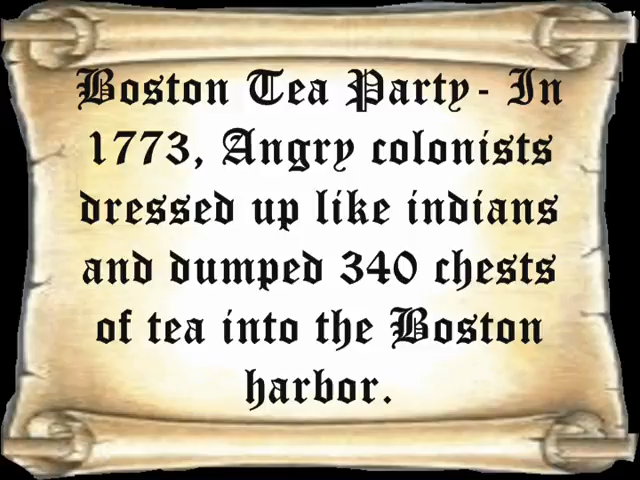 Boston Tea Party- In
1773, Angry colonists
dressed up like indians
and dumped 340 chests
of tea into the Boston
harbor.